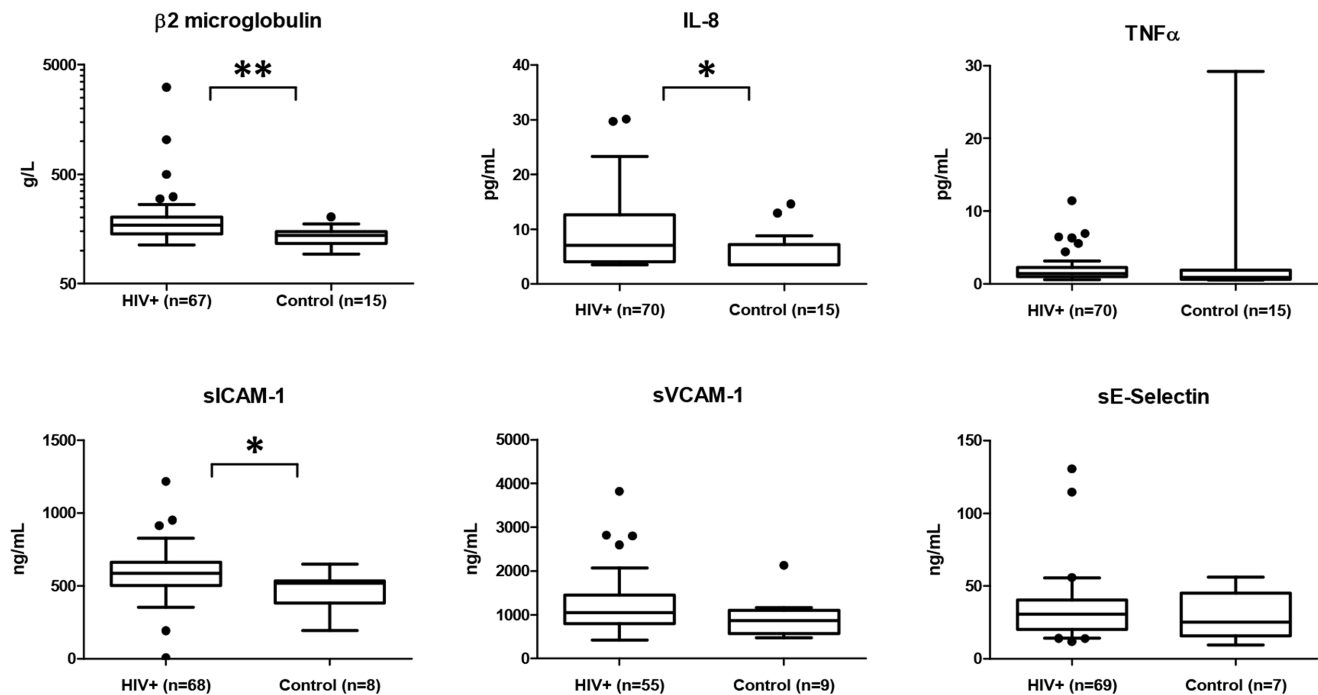 β2 microglobulin
5000
500
50
g/L
**
HIV+ (n=67)
Control (n=15)
IL-8
40
30
20
10
0
pg/mL
*
HIV+ (n=70)
Control (n=15)
TNFα
30
20
10
0
pg/mL
HIV+ (n=70)
Control (n=15)
sICAM-1
1500
1000
500
0
ng/mL
*
HIV+ (n=68)
Control (n=8)
sVCAM-1
5000
4000
3000
2000
1000
0
ng/mL
HIV+ (n=55)
Control (n=9)
sE-Selectin
150
100
50
0
ng/mL
HIV+ (n=69)
Control (n=7)